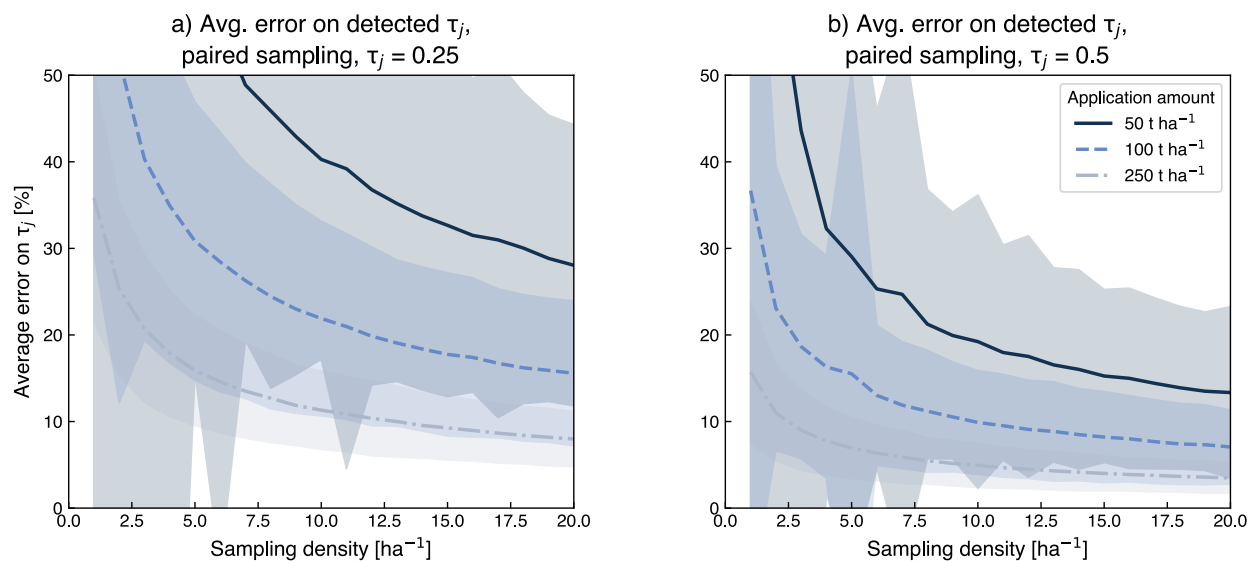 a) Avg. error on detected τj,
paired sampling, τj = 0.25
50
40
30
20
10
0
Average error on τj [%]
0.0 2.5 5.0 7.5 10.0 12.5 15.0 17.5 20.0
Sampling density [ha⁻¹]
b) Avg. error on detected τj,
paired sampling, τj = 0.5
Application amount
50 t ha⁻¹
100 t ha⁻¹
250 t ha⁻¹
50
40
30
20
10
0
0.0 2.5 5.0 7.5 10.0 12.5 15.0 17.5 20.0
Sampling density [ha⁻¹]